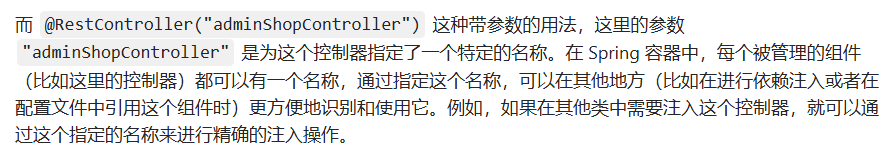 而 @RestController("adminShopController") 这种带参数的用法，这里的参数
"adminShopController" 是为这个控制器指定了一个特定的名称。在 Spring 容器中，每个被管理的组件
（比如这里的控制器）都可以有一个名称，通过指定这个名称，可以在其他地方（比如在进行依赖注入或者在
配置文件中引用这个组件时）更方便地识别和使用它。例如，如果在其他类中需要注入这个控制器，就可以通
过这个指定的名称来进行精确的注入操作。